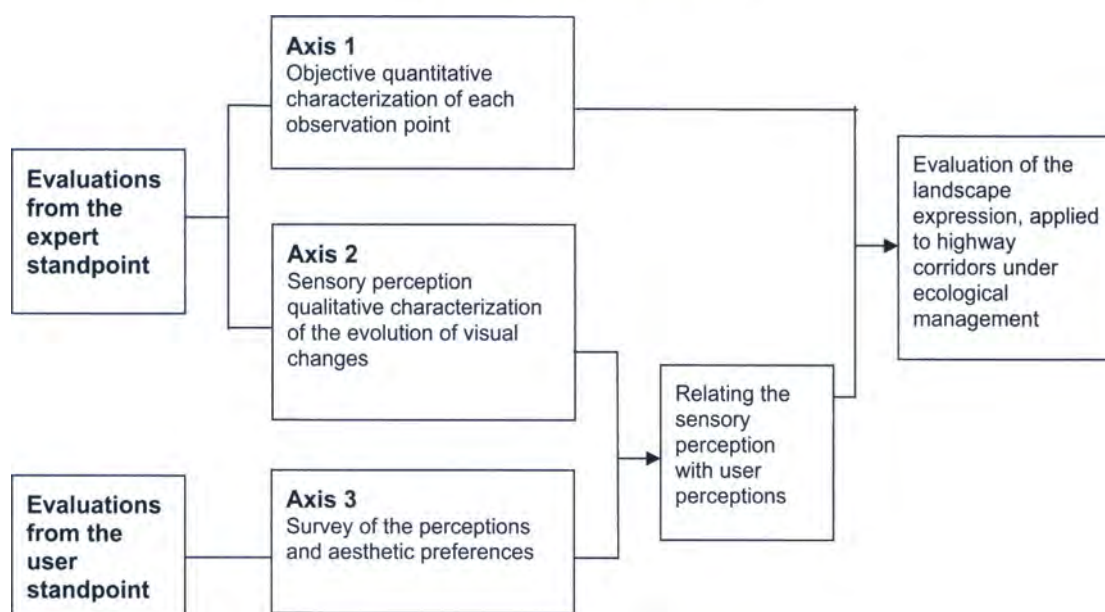 Axis 1
Objective quantitative
characterization of each
observation point
Evaluations
from the
expert
standpoint
Axis 2
Sensory perception
qualitative characterization
of the evolution of visual
changes
Evaluation of the
landscape
expression, applied
to highway
corridors under
ecological
management
Relating the
sensory
perception
with user
perceptions
Evaluations
from the
user
standpoint
Axis 3
Survey of the perceptions
and aesthetic preferences